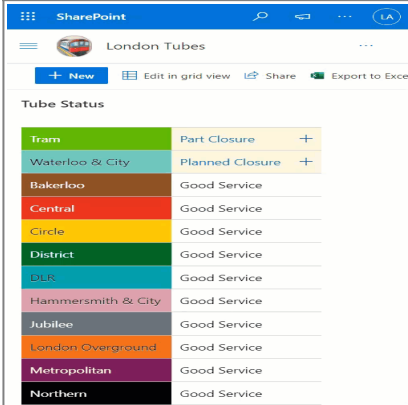 SharePoint ... LA
London Tubes ...
+ New Edit in grid view Share Export to Exce
Tube Status
Tram Part Closure +
Waterloo & City Planned Closure +
Bakerloo Good Service
Central Good Service
Circle Good Service
District Good Service
DLR Good Service
Hammersmith & City Good Service
Jubilee Good Service
London Overground Good Service
Metropolitan Good Service
Northern Good Service